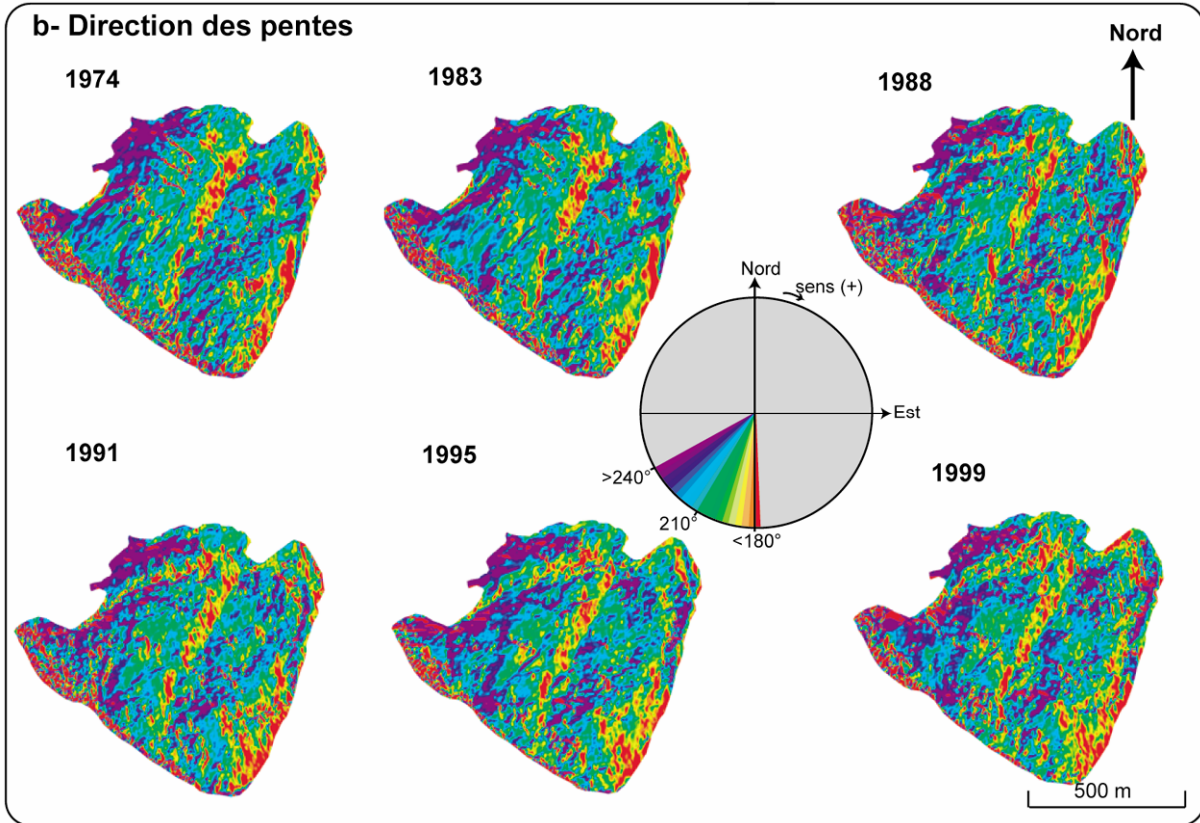 b- Direction des pentes
Nord
1974
1983
1988
Nord
sens (+)
Est
>240°
210°
<180°
1991
1995
1999
500 m